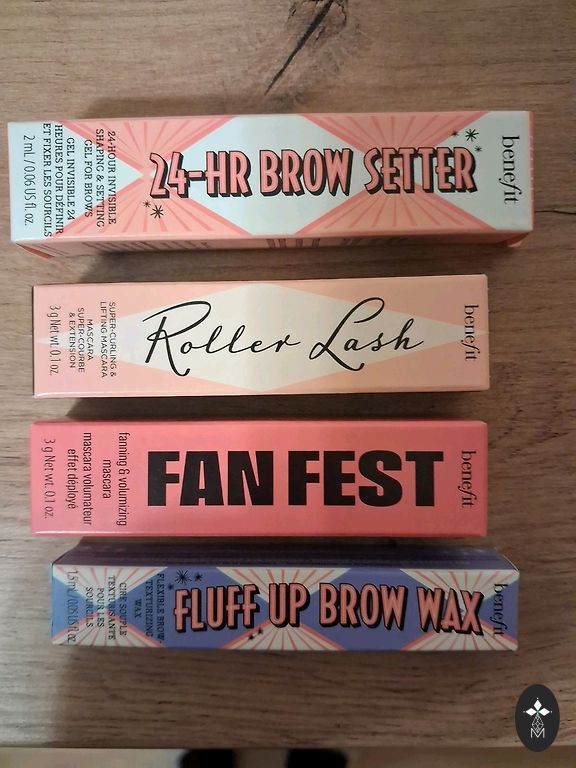 benefit
24-HR BROW SETTER
24-HOUR INVISIBLE
SHAPING & SETTING
GEL FOR BROWS
GEL INVISIBLE 24
HEURES POUR DÉFINIR
ET FIXER LES SOURCILS
2 mL / 0.06 US fl. oz.
benefit
Roller Lash
SUPER-CURLING &
LIFTING MASCARA
MASCARA
SUPER-COURBE
& EXTENSION
3 g Net wt. 0.1 oz.
benefit
FAN FEST
fanning & volumizing
mascara
mascara volumateur
effet déployé
3 g Net wt. 0.1 oz.
benefit
FLUFF UP BROW WAX
FLEXIBLE BROW-
TEXTURIZING
WAX
CIRE SOUPLE
TEXTURISANTE
POUR LES
SOURCILS
M